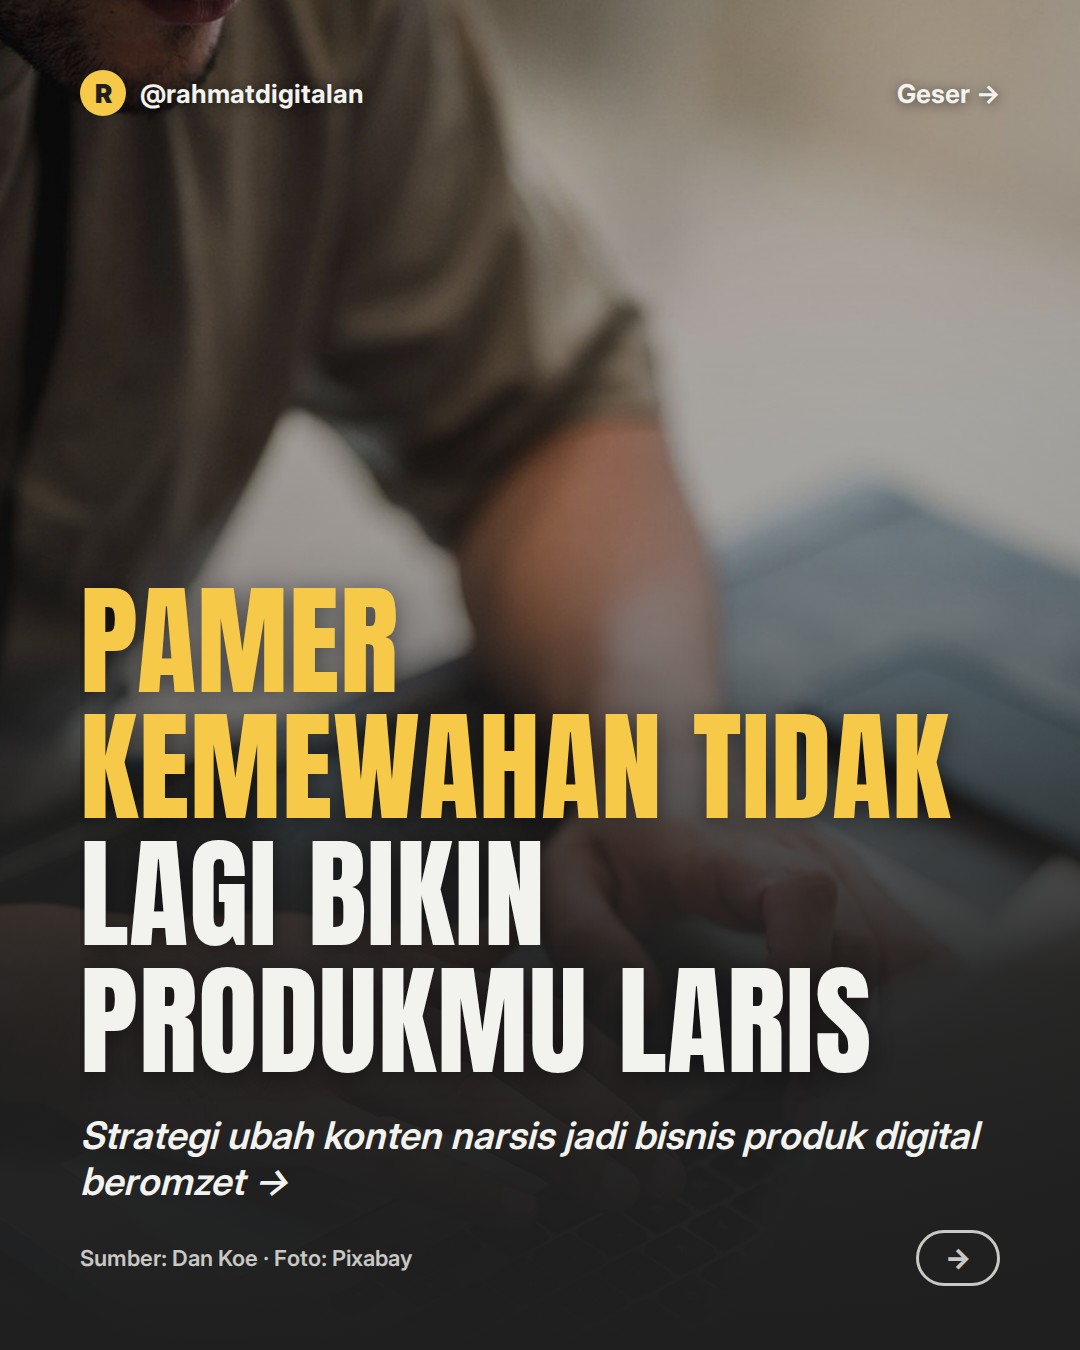 R @rahmatdigitalan
Geser →
PAMER
KEMEWAHAN TIDAK
LAGI BIKIN
PRODUKMU LARIS
Strategi ubah konten narsis jadi bisnis produk digital
beromzet →
Sumber: Dan Koe · Foto: Pixabay
→